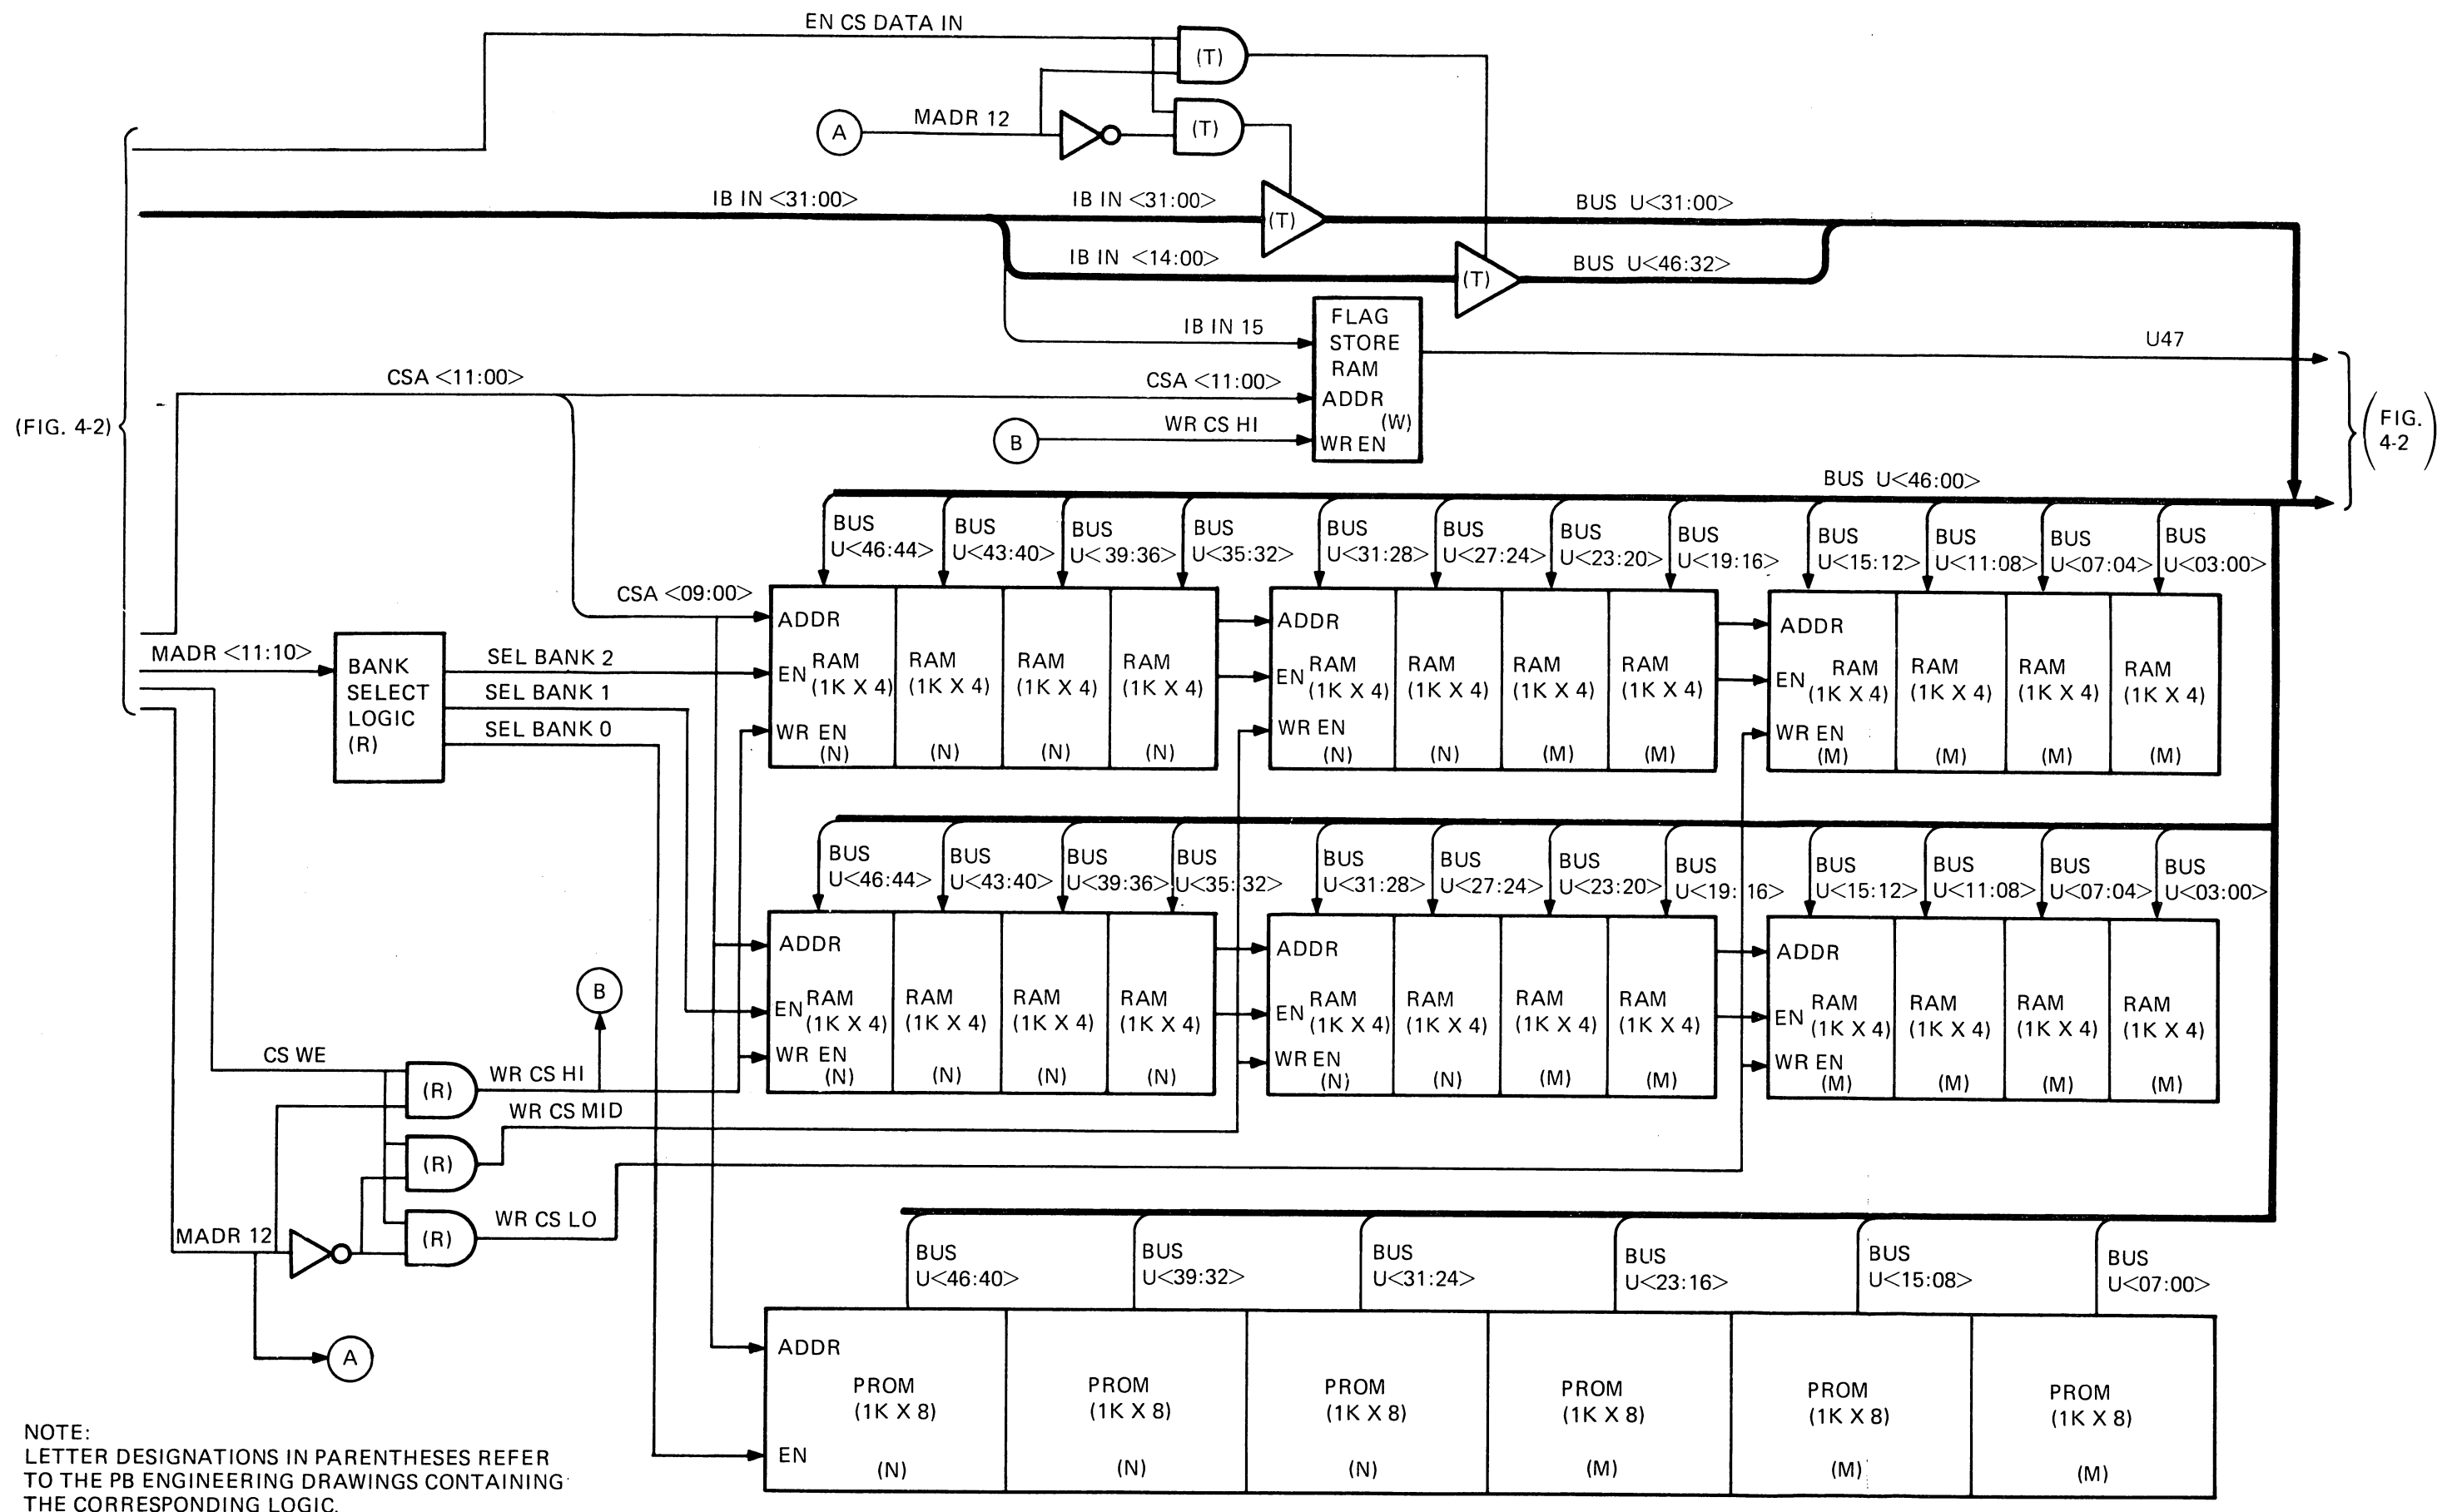 EN CS DATA IN
(T)
(T)
A
MADR 12
IB IN <31:00>
IB IN <31:00>
(T)
BUS U<31:00>
IB IN <14:00>
(T)
BUS U<46:32>
IB IN 15
FLAG
STORE
RAM
ADDR
(W)
WR EN
U47
CSA <11:00>
CSA <11:00>
B
WR CS HI
(FIG. 4-2)
(FIG.
4-2)
BUS U<46:00>
BUS
U<46:44>
BUS
U<43:40>
BUS
U<39:36>
BUS
U<35:32>
BUS
U<31:28>
BUS
U<27:24>
BUS
U<23:20>
BUS
U<19:16>
BUS
U<15:12>
BUS
U<11:08>
BUS
U<07:04>
BUS
U<03:00>
CSA <09:00>
MADR <11:10>
BANK
SELECT
LOGIC
(R)
SEL BANK 2
SEL BANK 1
SEL BANK 0
ADDR
EN
RAM
(1K X 4)
WR EN
(N)
RAM
(1K X 4)
(N)
RAM
(1K X 4)
(N)
RAM
(1K X 4)
(N)
ADDR
EN
RAM
(1K X 4)
WR EN
(N)
RAM
(1K X 4)
(N)
RAM
(1K X 4)
(M)
RAM
(1K X 4)
(M)
ADDR
EN
RAM
(1K X 4)
WR EN
(M)
RAM
(1K X 4)
(M)
RAM
(1K X 4)
(M)
RAM
(1K X 4)
(M)
BUS
U<46:44>
BUS
U<43:40>
BUS
U<39:36>
BUS
U<35:32>
BUS
U<31:28>
BUS
U<27:24>
BUS
U<23:20>
BUS
U<19:16>
BUS
U<15:12>
BUS
U<11:08>
BUS
U<07:04>
BUS
U<03:00>
ADDR
EN
RAM
(1K X 4)
WR EN
(N)
RAM
(1K X 4)
(N)
RAM
(1K X 4)
(N)
RAM
(1K X 4)
(N)
ADDR
EN
RAM
(1K X 4)
WR EN
(N)
RAM
(1K X 4)
(N)
RAM
(1K X 4)
(M)
RAM
(1K X 4)
(M)
ADDR
EN
RAM
(1K X 4)
WR EN
(M)
RAM
(1K X 4)
(M)
RAM
(1K X 4)
(M)
RAM
(1K X 4)
(M)
B
CS WE
(R)
WR CS HI
WR CS MID
(R)
(R)
WR CS LO
MADR 12
A
BUS
U<46:40>
BUS
U<39:32>
BUS
U<31:24>
BUS
U<23:16>
BUS
U<15:08>
BUS
U<07:00>
ADDR
EN
PROM
(1K X 8)
(N)
PROM
(1K X 8)
(N)
PROM
(1K X 8)
(N)
PROM
(1K X 8)
(M)
PROM
(1K X 8)
(M)
PROM
(1K X 8)
(M)
NOTE:
LETTER DESIGNATIONS IN PARENTHESES REFER
TO THE PB ENGINEERING DRAWINGS CONTAINING
THE CORRESPONDING LOGIC.